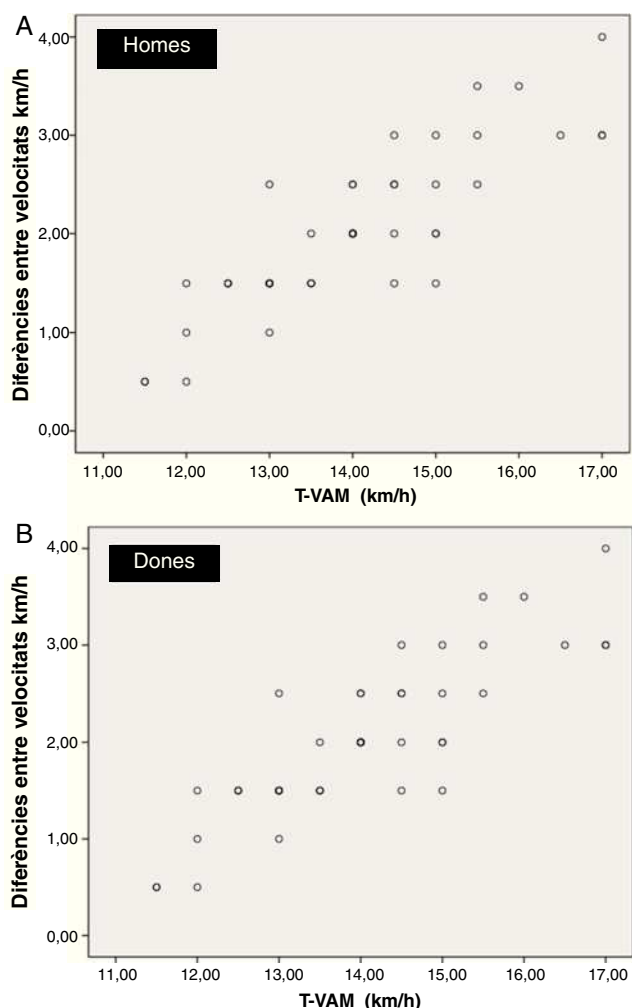 A
Homes
Diferències entre velocitats km/h
4,00
3,00
2,00
1,00
0,00
11,00 12,00 13,00 14,00 15,00 16,00 17,00
T-VAM (km/h)
B
Dones
Diferències entre velocitats km/h
4,00
3,00
2,00
1,00
0,00
11,00 12,00 13,00 14,00 15,00 16,00 17,00
T-VAM (km/h)